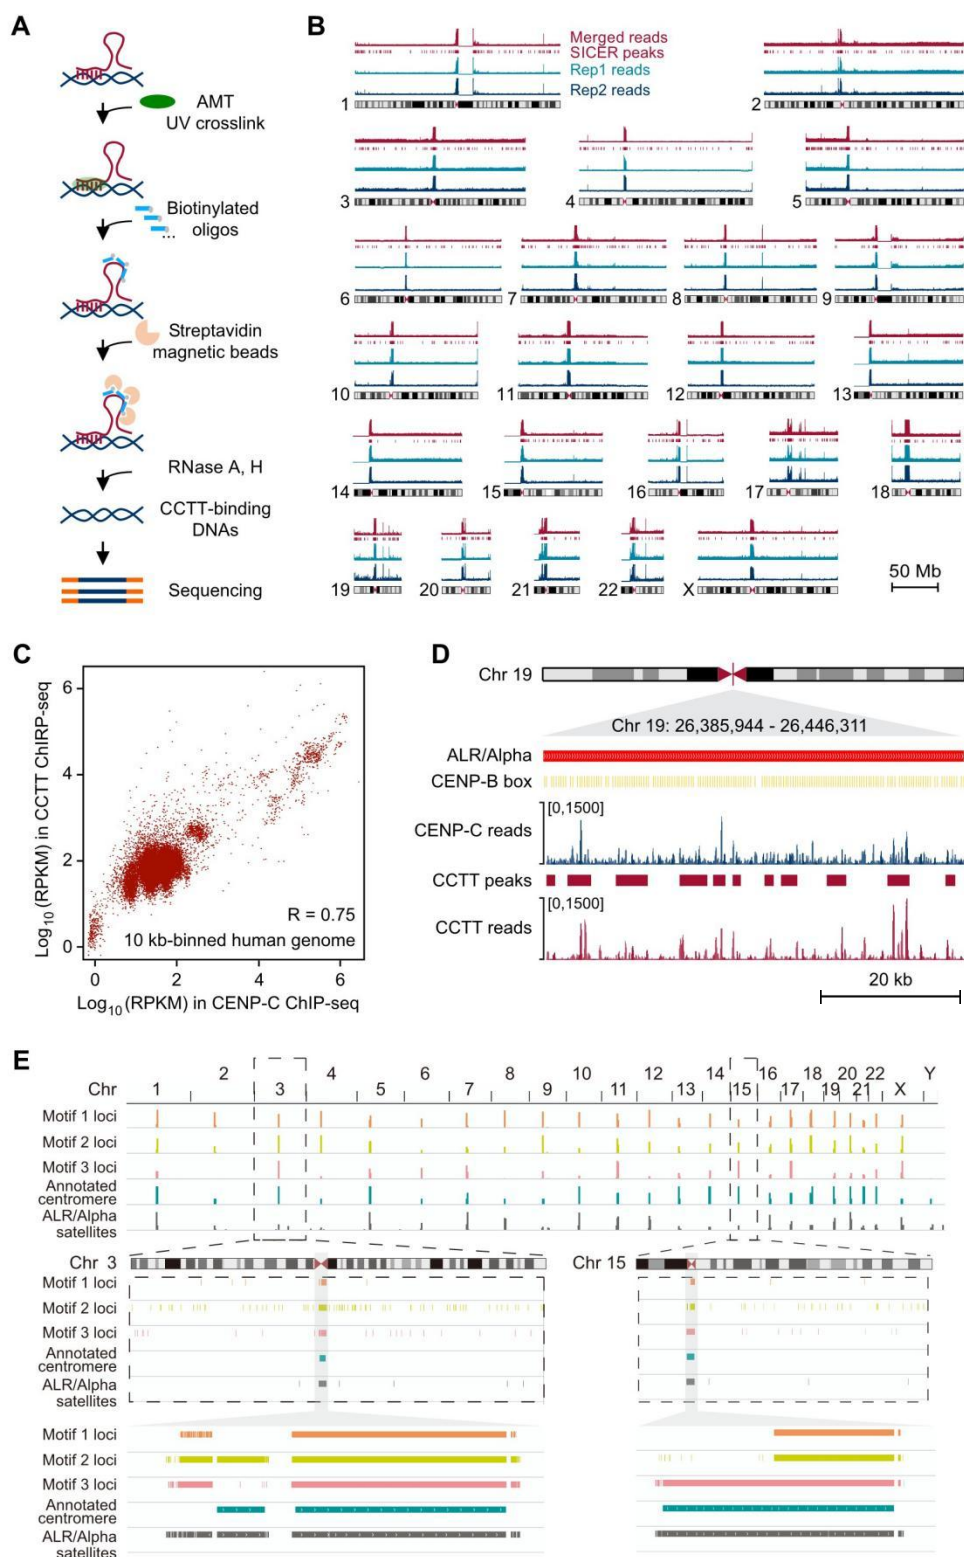 A
AMT
UV crosslink
Biotinylated
oligos
...
Streptavidin
magnetic beads
RNase A, H
CCTT-binding
DNAs
Sequencing
B
Merged reads
SICER peaks
Rep1 reads
Rep2 reads
1
2
3
4
5
6
7
8
9
10
11
12
13
14
15
16
17
18
19
20
21
22
X
50 Mb
C
Log10(RPKM) in CCTT ChIRP-seq
6
4
2
0
R = 0.75
10 kb-binned human genome
0 2 4 6
Log10(RPKM) in CENP-C ChIP-seq
D
Chr 19
Chr 19: 26,385,944 - 26,446,311
ALR/Alpha
CENP-B box
[0,1500]
CENP-C reads
CCTT peaks
[0,1500]
CCTT reads
20 kb
E
Chr 1 2 3 4 5 6 7 8 9 10 11 12 13 14 15 16 17 18 19 20 21 22 X Y
Motif 1 loci
Motif 2 loci
Motif 3 loci
Annotated
centromere
ALR/Alpha
satellites
Chr 3
Motif 1 loci
Motif 2 loci
Motif 3 loci
Annotated
centromere
ALR/Alpha
satellites
Chr 15
Motif 1 loci
Motif 2 loci
Motif 3 loci
Annotated
centromere
ALR/Alpha
satellites